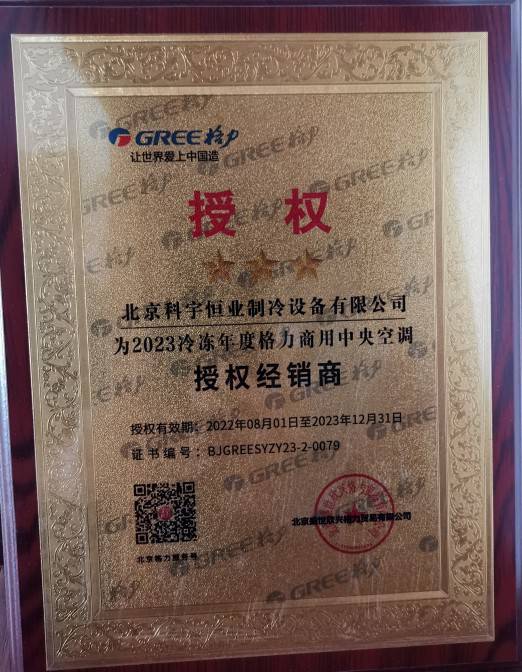 GREE格力
让世界爱上中国造
授 权
北京科宇恒业制冷设备有限公司
为2023冷冻年度格力商用中央空调
授权经销商
授权有效期：2022年08月01日至2023年12月31日
证书编号：BJGREESYZY23-2-0079
北京格力服务号